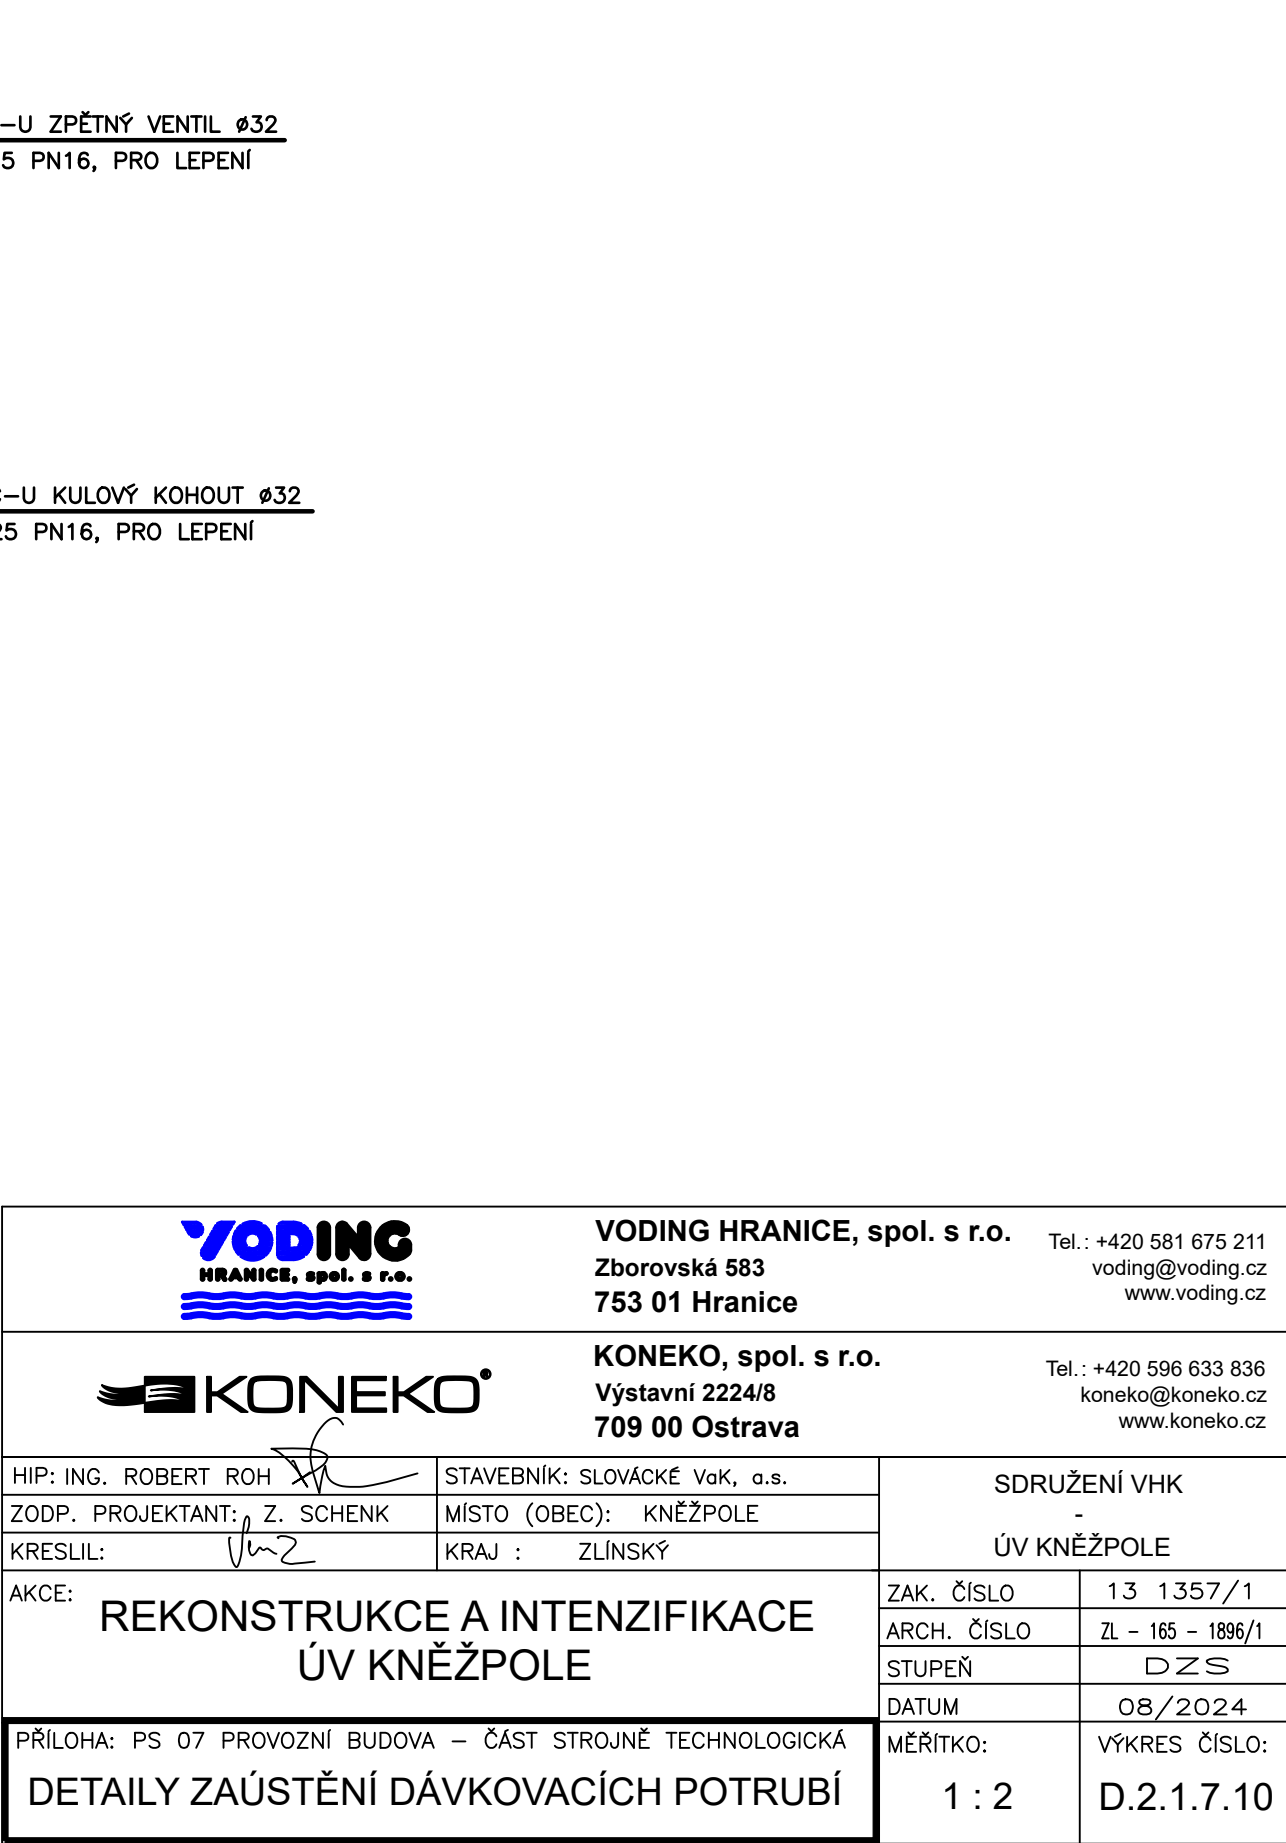 -U ZPĚTNÝ VENTIL ø32
5 PN16, PRO LEPENÍ
-U KULOVÝ KOHOUT ø32
25 PN16, PRO LEPENÍ
VODING
HRANICE, spol. s r.o.
VODING HRANICE, spol. s r.o.
Zborovská 583
753 01 Hranice
Tel.: +420 581 675 211
voding@voding.cz
www.voding.cz
KONEKO®
KONEKO, spol. s r.o.
Výstavní 2224/8
709 00 Ostrava
Tel.: +420 596 633 836
koneko@koneko.cz
www.koneko.cz
HIP: ING. ROBERT ROH
STAVEBNÍK: SLOVÁCKÉ VaK, a.s.
ZODP. PROJEKTANT: Z. SCHENK
MÍSTO (OBEC): KNĚŽPOLE
KRESLIL:
KRAJ : ZLÍNSKÝ
SDRUŽENÍ VHK
-
ÚV KNĚŽPOLE
AKCE:
REKONSTRUKCE A INTENZIFIKACE
ÚV KNĚŽPOLE
ZAK. ČÍSLO 13 1357/1
ARCH. ČÍSLO ZL - 165 - 1896/1
STUPEŇ DZS
DATUM 08/2024
PŘÍLOHA: PS 07 PROVOZNÍ BUDOVA - ČÁST STROJNĚ TECHNOLOGICKÁ
DETAILY ZAÚSTĚNÍ DÁVKOVACÍCH POTRUBÍ
MĚŘÍTKO:
1 : 2
VÝKRES ČÍSLO:
D.2.1.7.10